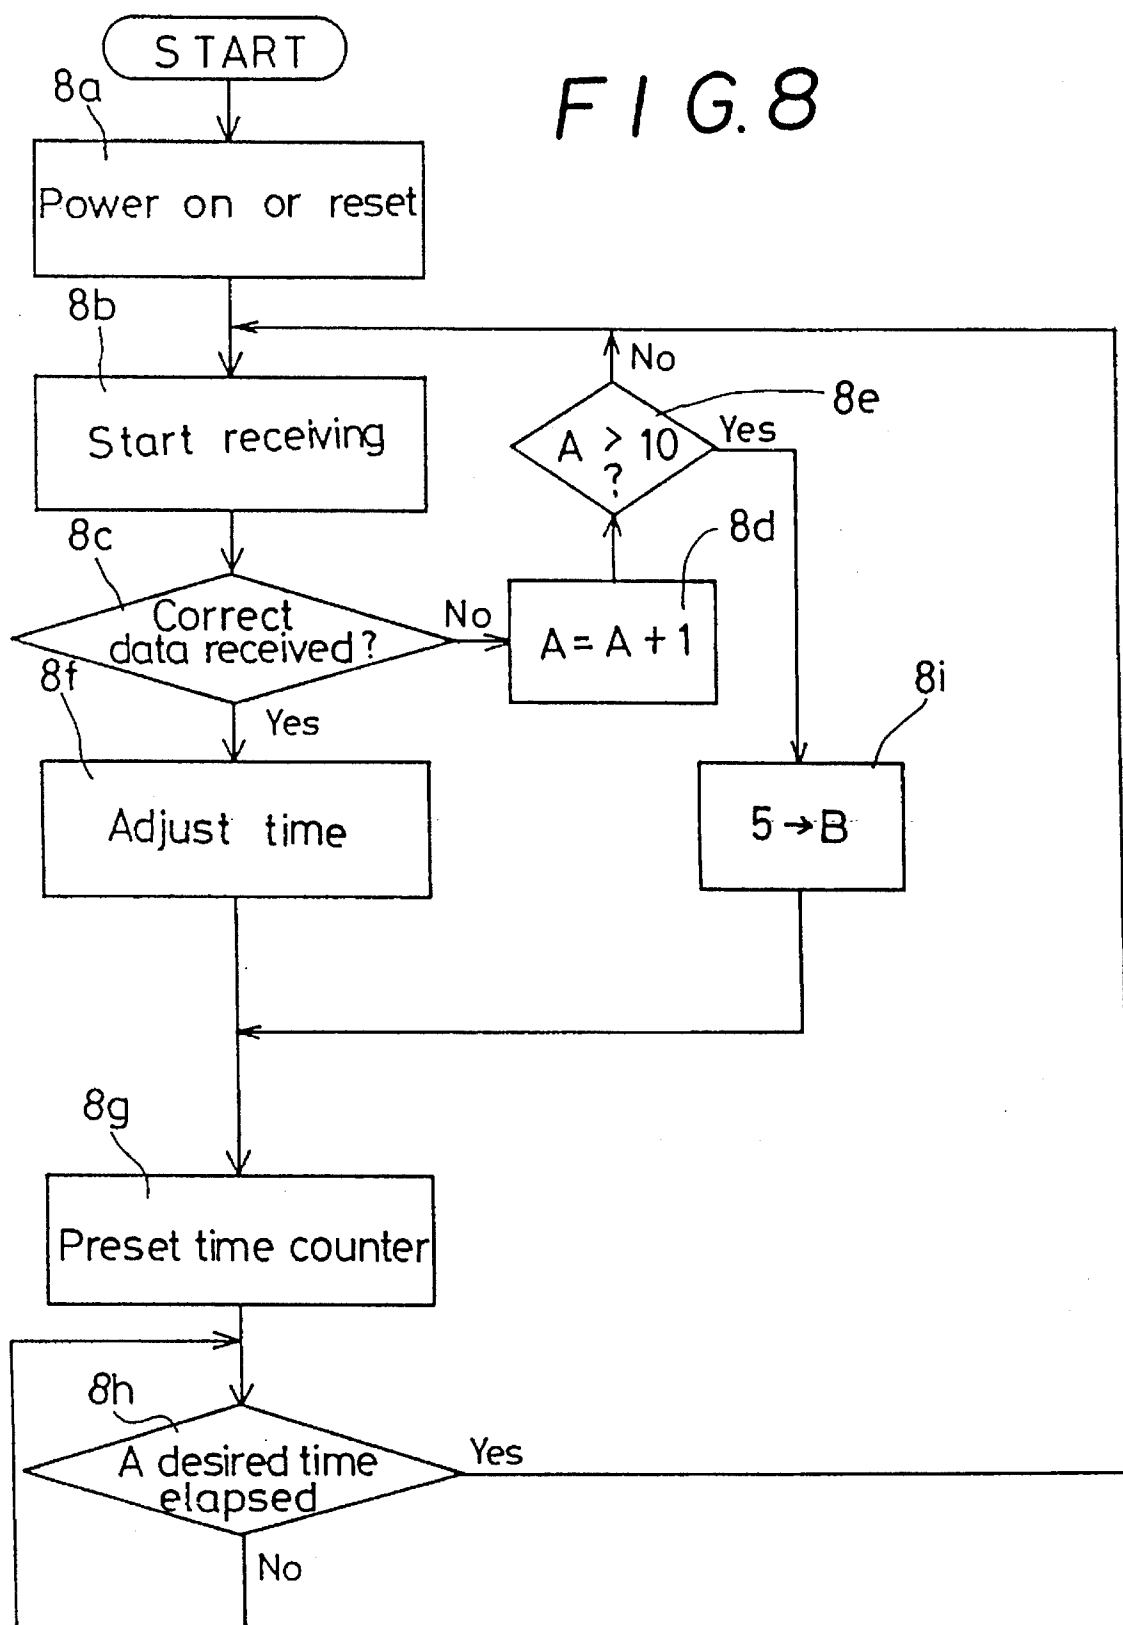 START
FIG.8
8a
Power on or reset
8b
Start receiving
No
8e
A > 10
?
Yes
8d
8c
Correct
data received?
No
A = A + 1
8f
Yes
8i
Adjust time
5→B
8g
Preset time counter
8h
A desired time
elapsed
Yes
No